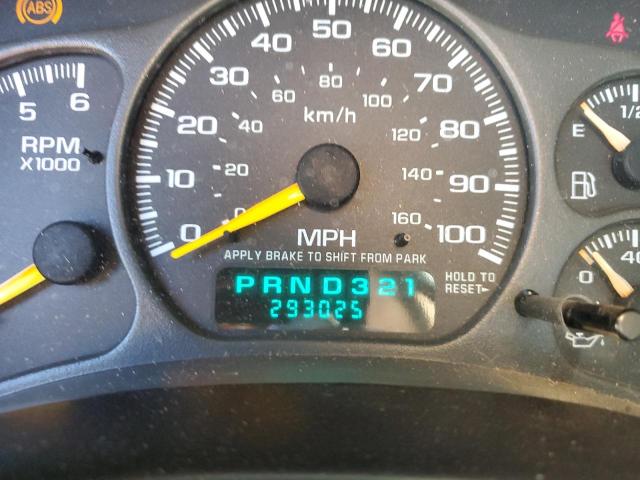 ABS
5 6
RPM
X1000
0 10 20 30 40 50 60 70 80 90 100
0 20 40 60 80 100 120 140 160
km/h
MPH
APPLY BRAKE TO SHIFT FROM PARK
PRND321
293025
HOLD TO
RESET
E 1/2
0 40